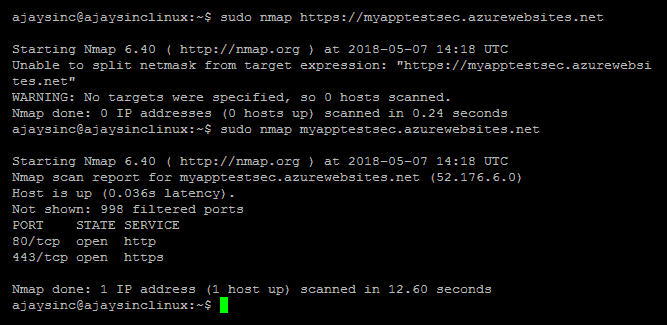 ajaysinc@ajaysinclinux:~$ sudo nmap https://myapptestsec.azurewebsites.net
Starting Nmap 6.40 ( http://nmap.org ) at 2018-05-07 14:18 UTC
Unable to split netmask from target expression: "https://myapptestsec.azurewebsi
tes.net"
WARNING: No targets were specified, so 0 hosts scanned.
Nmap done: 0 IP addresses (0 hosts up) scanned in 0.24 seconds
ajaysinc@ajaysinclinux:~$ sudo nmap myapptestsec.azurewebsites.net
Starting Nmap 6.40 ( http://nmap.org ) at 2018-05-07 14:18 UTC
Nmap scan report for myapptestsec.azurewebsites.net (52.176.6.0)
Host is up (0.036s latency).
Not shown: 998 filtered ports
PORT    STATE SERVICE
80/tcp  open  http
443/tcp open  https
Nmap done: 1 IP address (1 host up) scanned in 12.60 seconds
ajaysinc@ajaysinclinux:~$